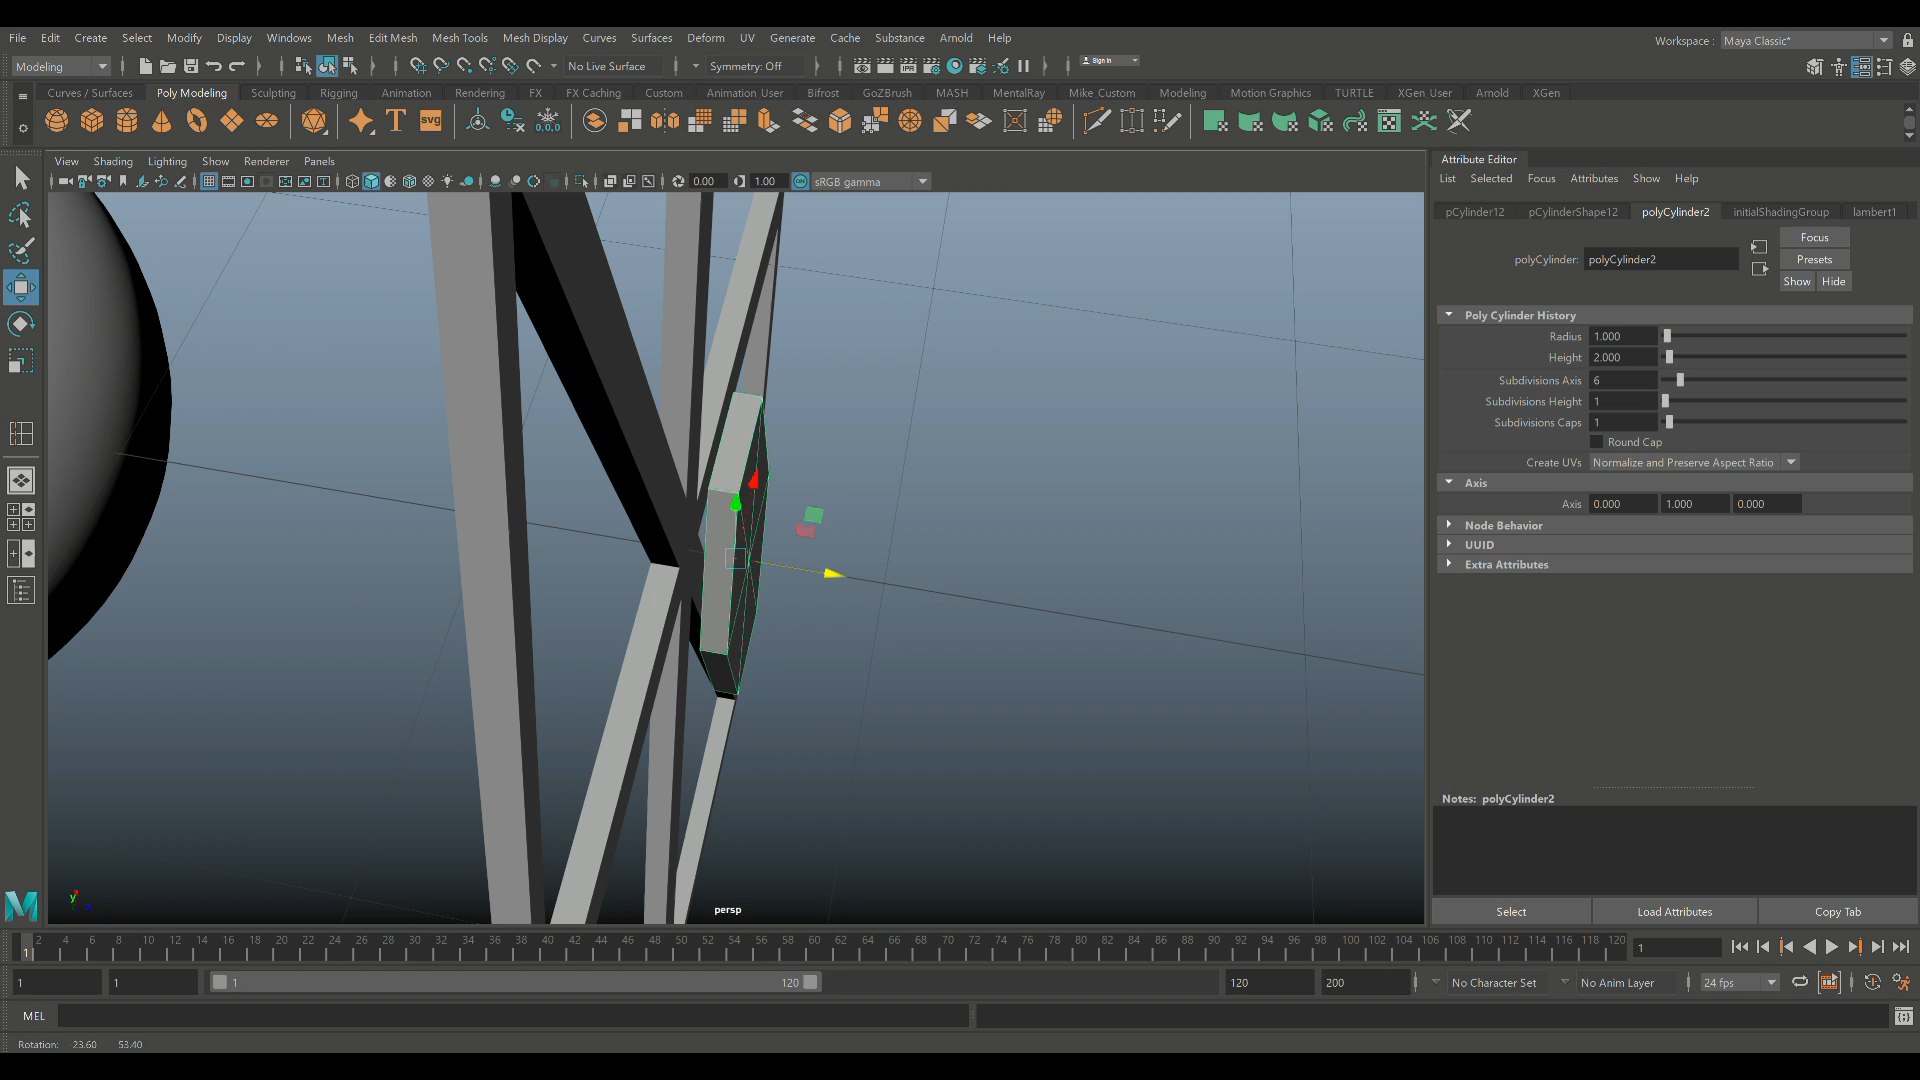 File Edit Create Select Modify Display Windows Mesh Edit Mesh Mesh Tools Mesh Display Curves Surfaces Deform UV Generate Cache Substance Arnold Help
Workspace : Maya Classic*
Modeling No Live Surface Symmetry: Off Sign in
Curves / Surfaces Poly Modeling Sculpting Rigging Animation Rendering FX FX Caching Custom Animation_User Bifrost GoZBrush MASH MentalRay Mike_Custom Modeling Motion Graphics TURTLE XGen_User Arnold XGen
T svg 0,0,0
View Shading Lighting Show Renderer Panels
0.00 1.00 ON sRGB gamma
Attribute Editor
List Selected Focus Attributes Show Help
pCylinder12 pCylinderShape12 polyCylinder2 initialShadingGroup lambert1
Focus
polyCylinder: polyCylinder2
Presets
Show Hide
Poly Cylinder History
Radius 1.000
Height 2.000
Subdivisions Axis 6
Subdivisions Height 1
Subdivisions Caps 1
Round Cap
Create UVs Normalize and Preserve Aspect Ratio
Axis
Axis 0.000 1.000 0.000
Node Behavior
UUID
Extra Attributes
Notes: polyCylinder2
Select Load Attributes Copy Tab
y
persp
1 2 4 6 8 10 12 14 16 18 20 22 24 26 28 30 32 34 36 38 40 42 44 46 48 50 52 54 56 58 60 62 64 66 68 70 72 74 76 78 80 82 84 86 88 90 92 94 96 98 100 102 104 106 108 110 112 114 116 118 120 1
1 1 1 120 120 200 No Character Set No Anim Layer 24 fps
MEL
Rotation: -23.60 53.40